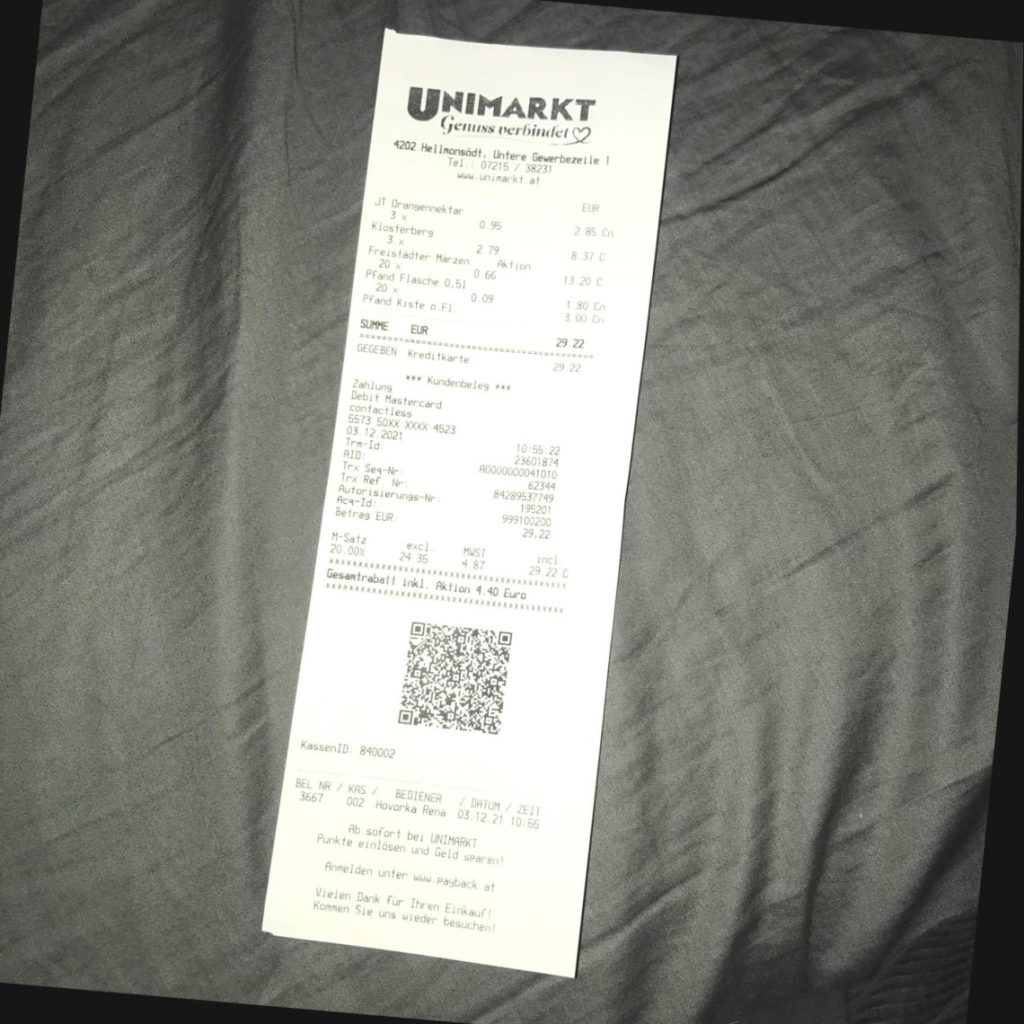 UNIMARKT
Genuss verbindet
4202 Hellmonsödt, Untere Gewerbezeile 1
Tel.: 07215 / 38231
www.unimarkt.at
EUR
JT Orangennektar
3 x 0.95 2.85 Cn
Klosterberg
3 x 2.79 8.37 C
Freistädter Märzen Aktion
20 x 0.66 13.20 C
Pfand Flasche 0,5l
20 x 0.09 1.80 Cn
Pfand Kiste o.Fl. 3.00 Cn
SUMME EUR 29.22
GEGEBEN Kreditkarte 29.22
*** Kundenbeleg ***
Zahlung
Debit Mastercard
contactless
5573 50XX XXXX 4523
03.12.2021 10:55:22
Trm-Id: 23601874
AID: A0000000041010
Trx Seq-Nr: 62344
Trx Ref. Nr: 84289537749
Autorisierungs-Nr: 195201
Acq-Id: 999100200
Betrag EUR: 29,22
M-Satz excl. MWST incl.
20.00% 24.35 4.87 29.22 C
Gesamtrabatt inkl. Aktion 4.40 Euro
KassenID: 840002
BEL NR / KAS / BEDIENER / DATUM / ZEIT
3667 002 Hovorka Rena 03.12.21 10:55
Ab sofort bei UNIMARKT
Punkte einlösen und Geld sparen!
Anmelden unter www.payback.at
Vielen Dank für Ihren Einkauf!
Kommen Sie uns wieder besuchen!